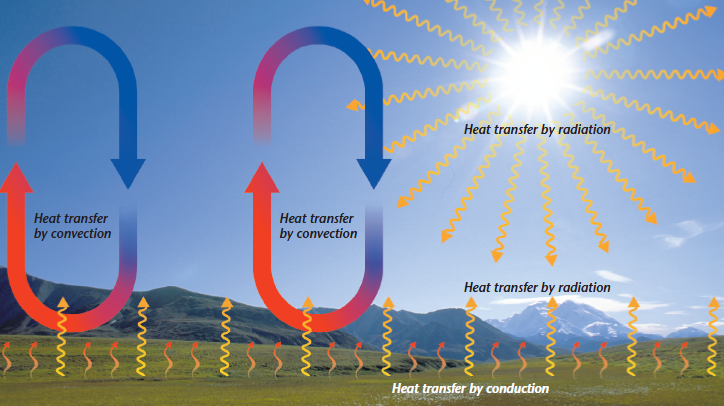 Heat transfer by radiation
Heat transfer
by convection
Heat transfer
by convection
Heat transfer by radiation
Heat transfer by conduction